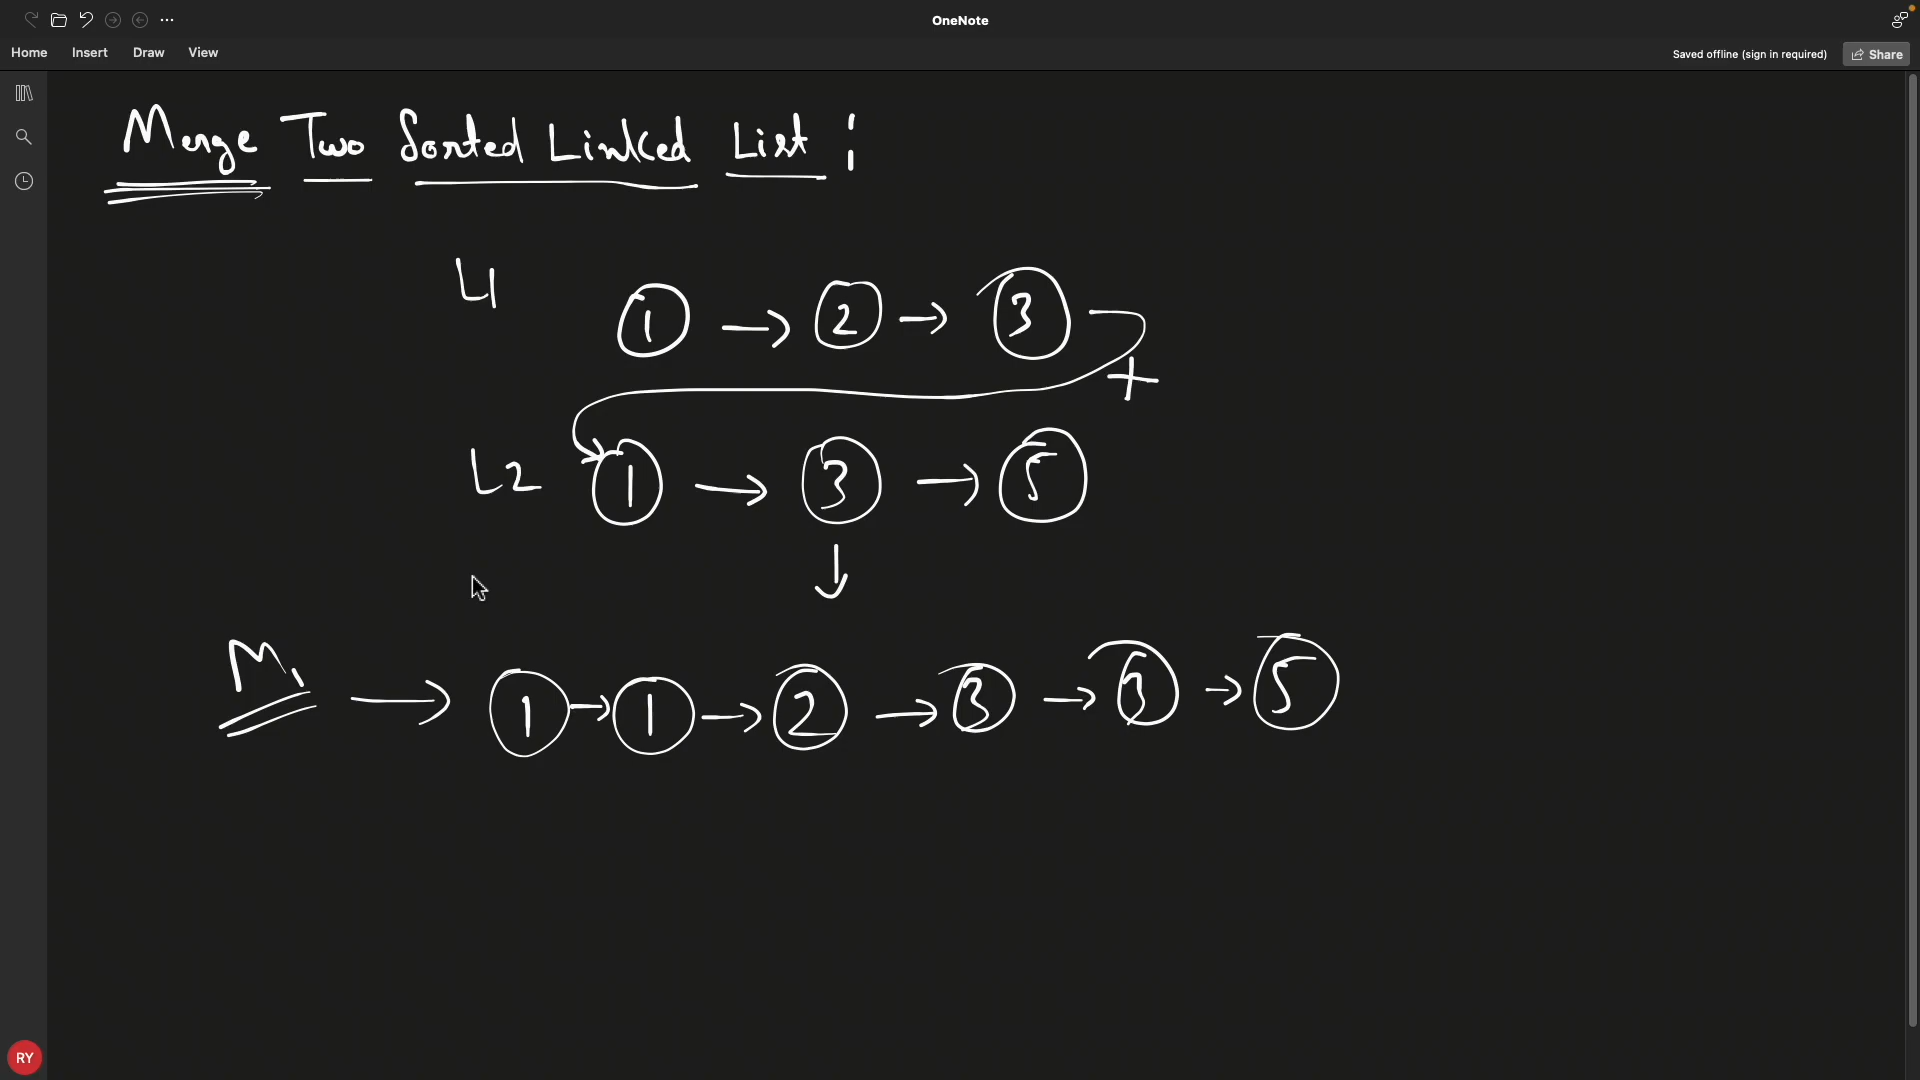 OneNote
Home Insert Draw View
Saved offline (sign in required) Share
Merge Two Sorted Linked List :
L1 1 → 2 → 3
+
L2 1 → 3 → 5
↓
M1 → 1 → 1 → 2 → 3 → 3 → 5
RY